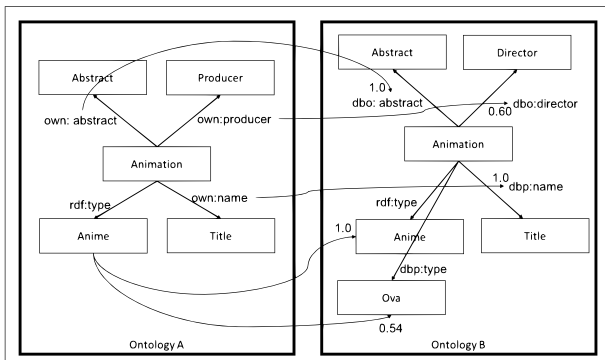 Abstract
Producer
own: abstract
own:producer
Animation
rdf:type
own:name
Anime
Title
Ontology A
Abstract
Director
1.0
dbo: abstract
0.60
dbo:director
Animation
1.0
dbp:name
rdf:type
1.0
Anime
Title
dbp:type
Ova
0.54
Ontology B